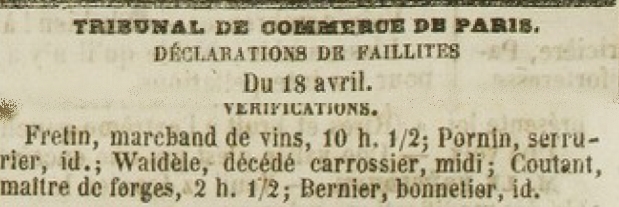 TRIBUNAL DE COMMERCE DE PARIS.
DÉCLARATIONS DE FAILLITES
Du 18 avril.
VERIFICATIONS.
Fretin, marchand de vins, 10 h. 1/2; Pornin, serru-
rier, id.; Waidèle, décédé carrossier, midi; Coutant,
maître de forges, 2 h. 1/2; Bernier, bonnetier, id.